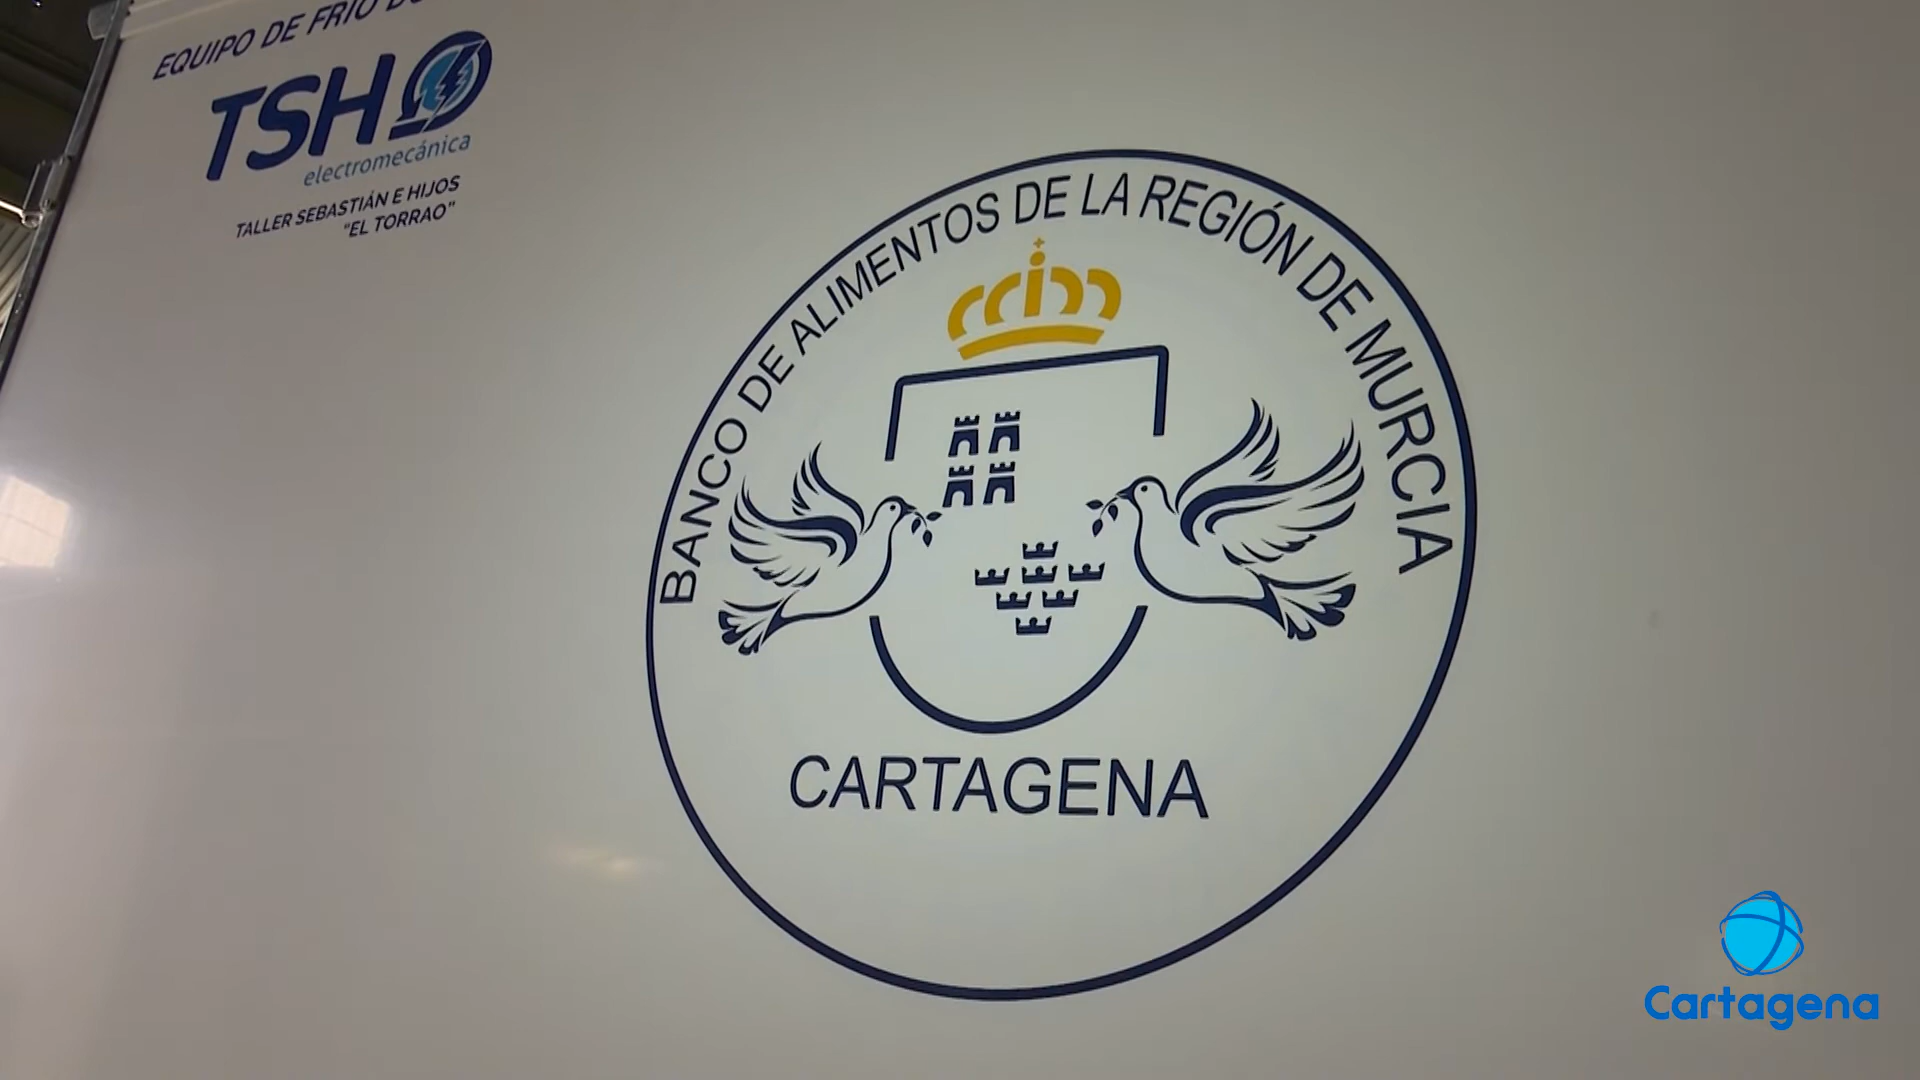 EQUIPO DE FRIO
TSH
electromecánica
TALLER SEBASTIÁN E HIJOS
"EL TORRAO"
BANCO DE ALIMENTOS DE LA REGIÓN DE MURCIA
CARTAGENA
Cartagena